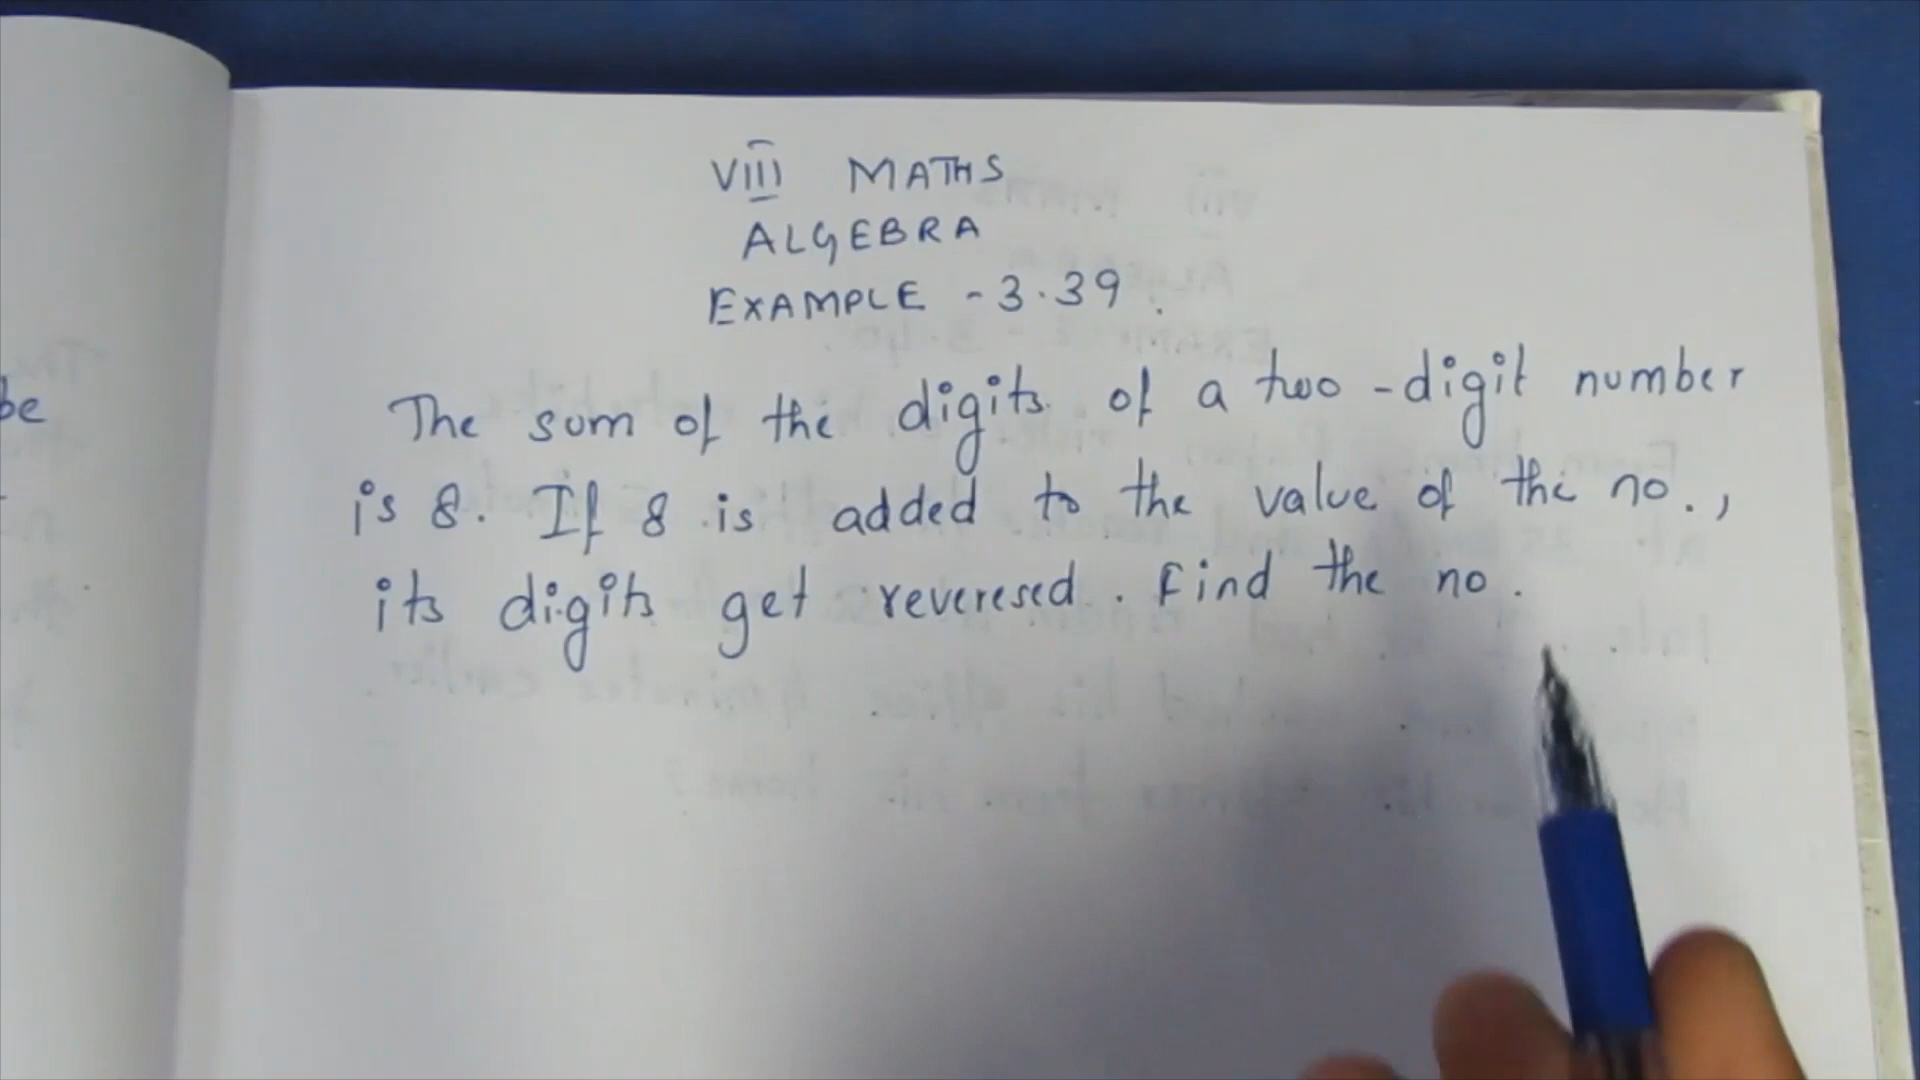 VIII MATHS
ALGEBRA
EXAMPLE - 3.39.
The sum of the digits of a two-digit number
is 8. If 8 is added to the value of the no.,
its digits get reveresed. Find the no.
be